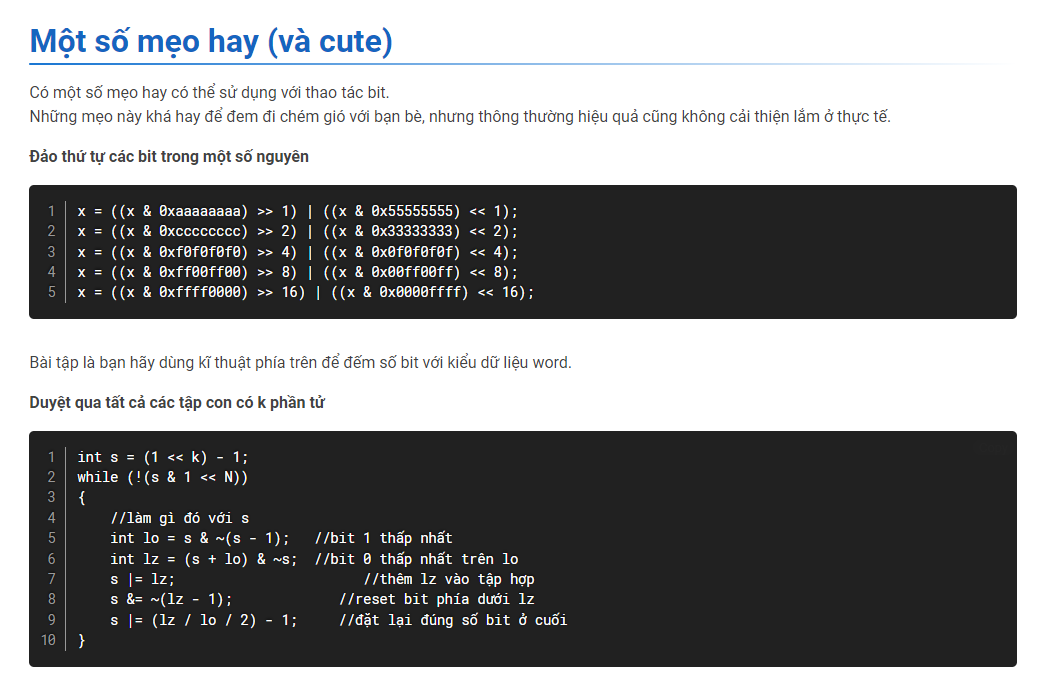 Một số mẹo hay (và cute)
Có một số mẹo hay có thể sử dụng với thao tác bit.
Những mẹo này khá hay để đem đi chém gió với bạn bè, nhưng thông thường hiệu quả cũng không cải thiện lắm ở thực tế.
Đảo thứ tự các bit trong một số nguyên
1 x = ((x & 0xaaaaaaaa) >> 1) | ((x & 0x55555555) << 1);
2 x = ((x & 0xcccccccc) >> 2) | ((x & 0x33333333) << 2);
3 x = ((x & 0xf0f0f0f0) >> 4) | ((x & 0x0f0f0f0f) << 4);
4 x = ((x & 0xff00ff00) >> 8) | ((x & 0x00ff00ff) << 8);
5 x = ((x & 0xffff0000) >> 16) | ((x & 0x0000ffff) << 16);
Bài tập là bạn hãy dùng kĩ thuật phía trên để đếm số bit với kiểu dữ liệu word.
Duyệt qua tất cả các tập con có k phần tử
1 int s = (1 << k) - 1;
2 while (!(s & 1 << N))
3 {
4     //làm gì đó với s
5     int lo = s & ~(s - 1);   //bit 1 thấp nhất
6     int lz = (s + lo) & ~s;  //bit 0 thấp nhất trên lo
7     s |= lz;                       //thêm lz vào tập hợp
8     s &= ~(lz - 1);             //reset bit phía dưới lz
9     s |= (lz / lo / 2) - 1;     //đặt lại đúng số bit ở cuối
10 }